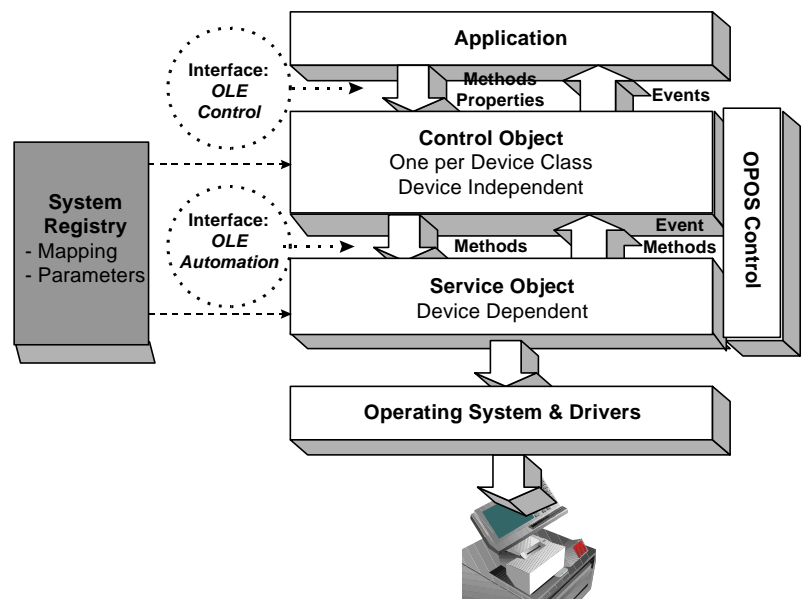 Application
Interface:
OLE
Control
Methods
Properties
Events
Control Object
One per Device Class
Device Independent
System
Registry
- Mapping
- Parameters
Interface:
OLE
Automation
Methods
Event
Methods
OPOS Control
Service Object
Device Dependent
Operating System & Drivers